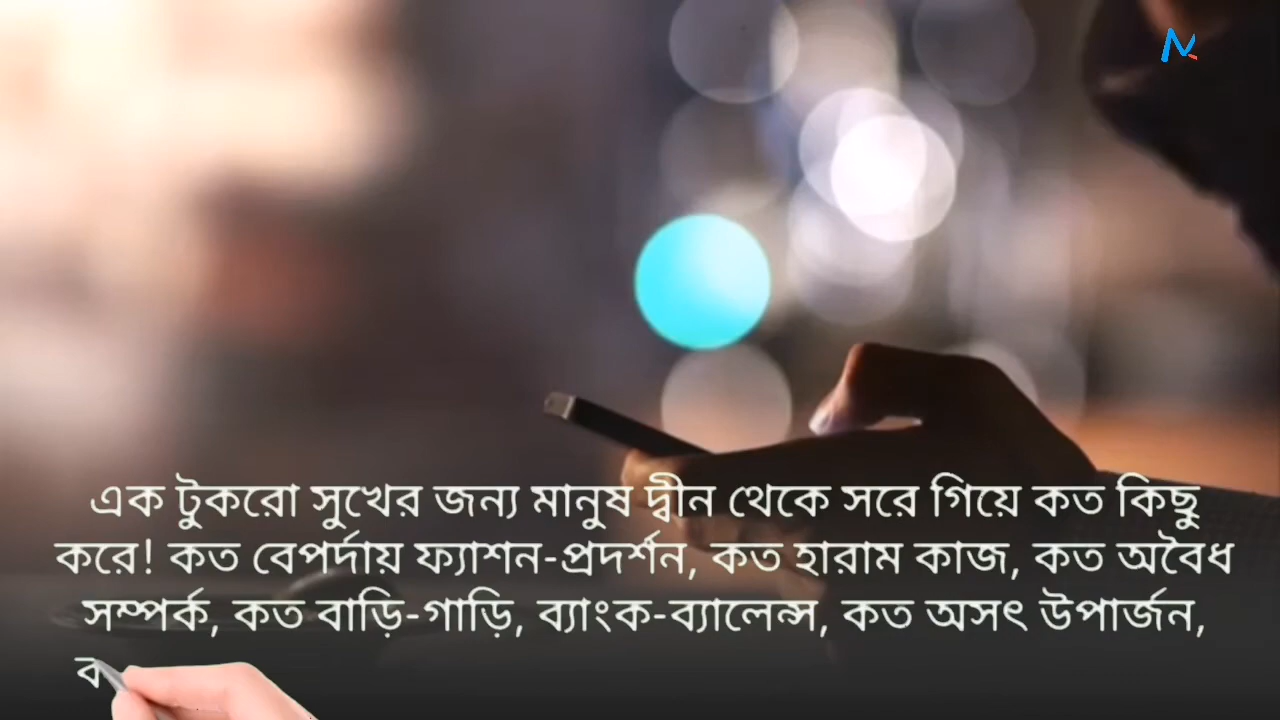 এক টুকরো সুখের জন্য মানুষ দ্বীন থেকে সরে গিয়ে কত কিছু
করে! কত বেপর্দায় ফ্যাশন-প্রদর্শন, কত হারাম কাজ, কত অবৈধ
সম্পর্ক, কত বাড়ি-গাড়ি, ব্যাংক-ব্যালেন্স, কত অসৎ উপার্জন,